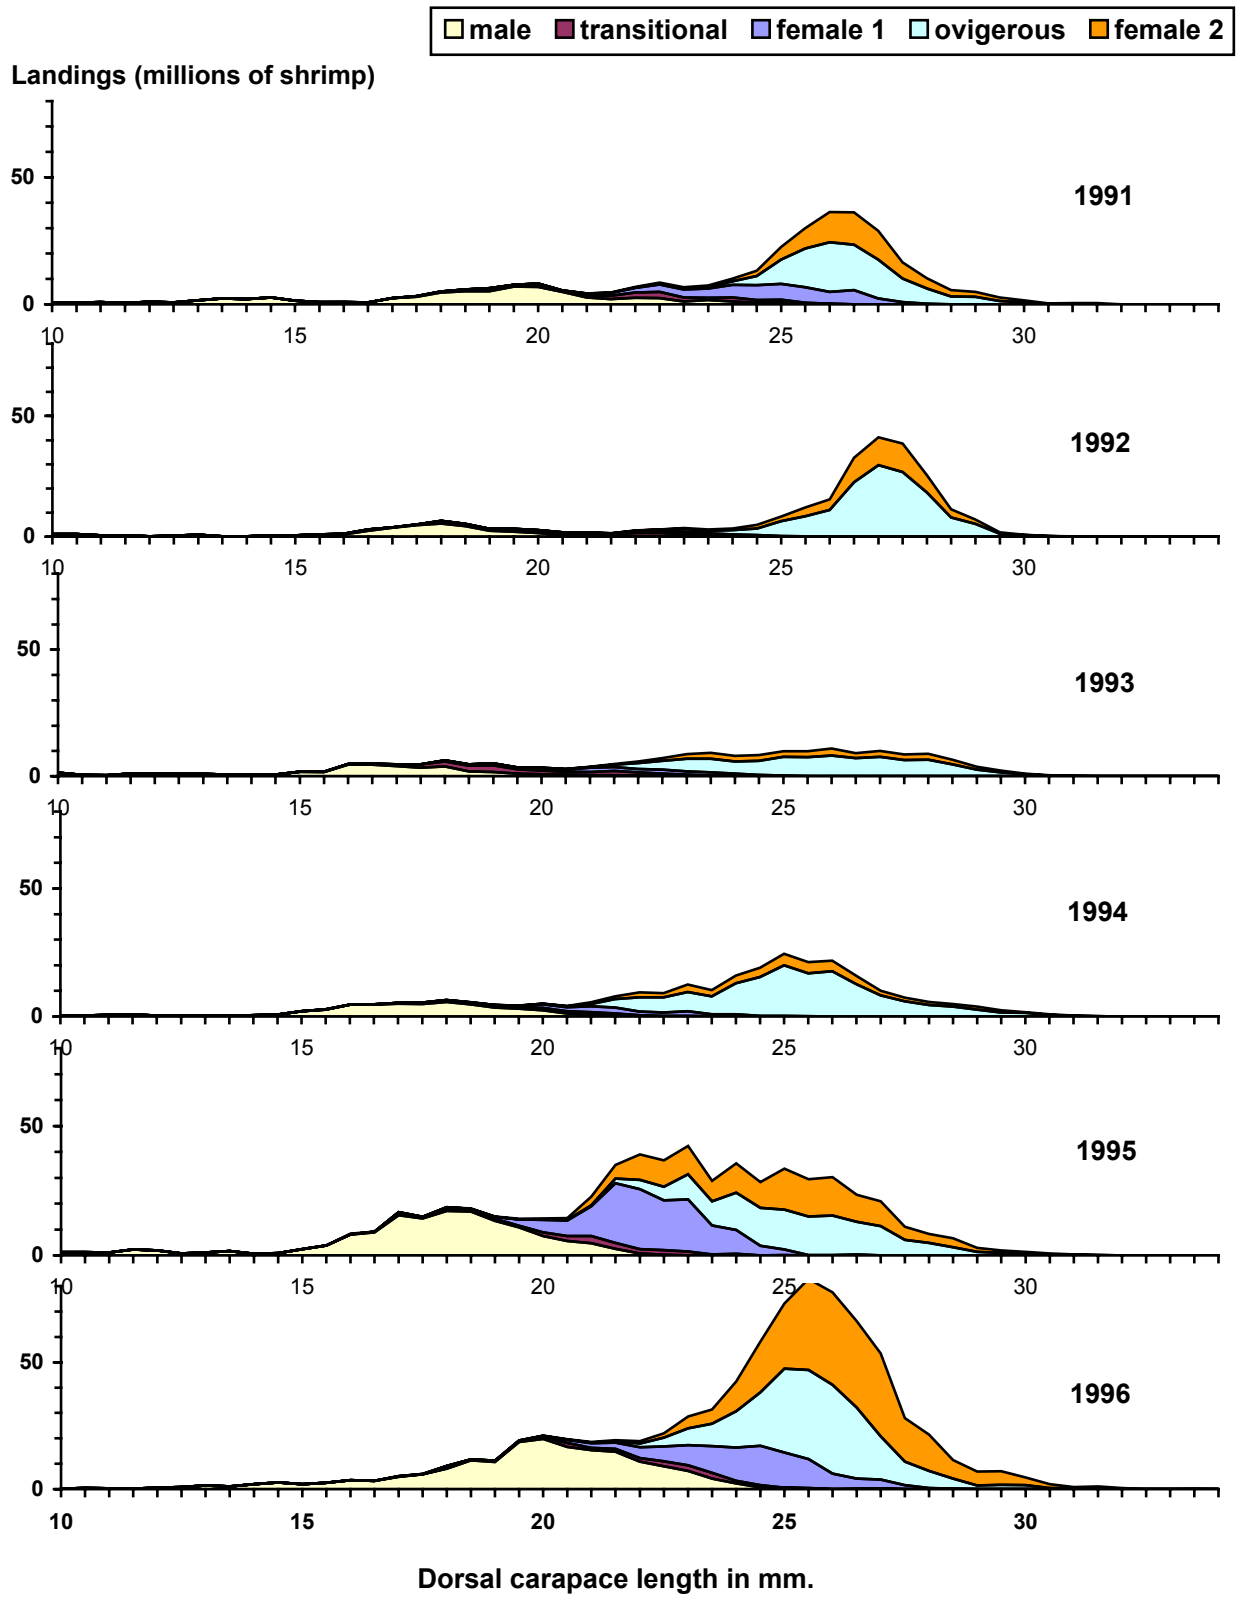 male transitional female 1 ovigerous female 2
Landings (millions of shrimp)
50
1991
0
10 15 20 25 30
50
1992
0
10 15 20 25 30
50
1993
0
10 15 20 25 30
50
1994
0
10 15 20 25 30
50
1995
0
10 15 20 25 30
50
1996
0
10 15 20 25 30
Dorsal carapace length in mm.